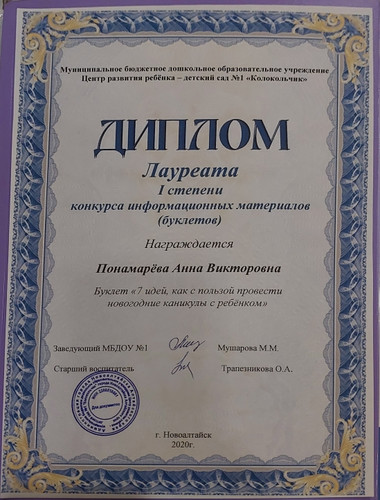 Муниципальное бюджетное дошкольное образовательное учреждение
Центр развития ребёнка – детский сад №1 «Колокольчик»
ДИПЛОМ
Лауреата
I степени
конкурса информационных материалов
(буклетов)
Награждается
Понамарёва Анна Викторовна
Буклет «7 идей, как с пользой провести
новогодние каникулы с ребёнком»
Заведующий МБДОУ №1 Мушарова М.М.
Старший воспитатель Трапезникова О.А.
Для документов
г. Новоалтайск
2020г.